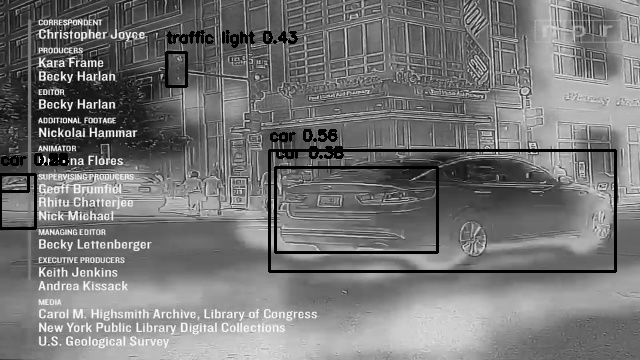 CORRESPONDENT
Christopher Joyce
traffic light 0.43
npr
PRODUCERS
Kara Frame
Becky Harlan
EDITOR
Becky Harlan
ADDITIONAL FOOTAGE
Nickolai Hammar
ANIMATOR
Flores
car 0.56
car 0.38
car
SUPERVISING PRODUCERS
Geoff Brumfiel
Rhitu Chatterjee
Nick Michael
MANAGING EDITOR
Becky Lettenberger
EXECUTIVE PRODUCERS
Keith Jenkins
Andrea Kissack
MEDIA
Carol M. Highsmith Archive, Library of Congress
New York Public Library Digital Collections
U.S. Geological Survey